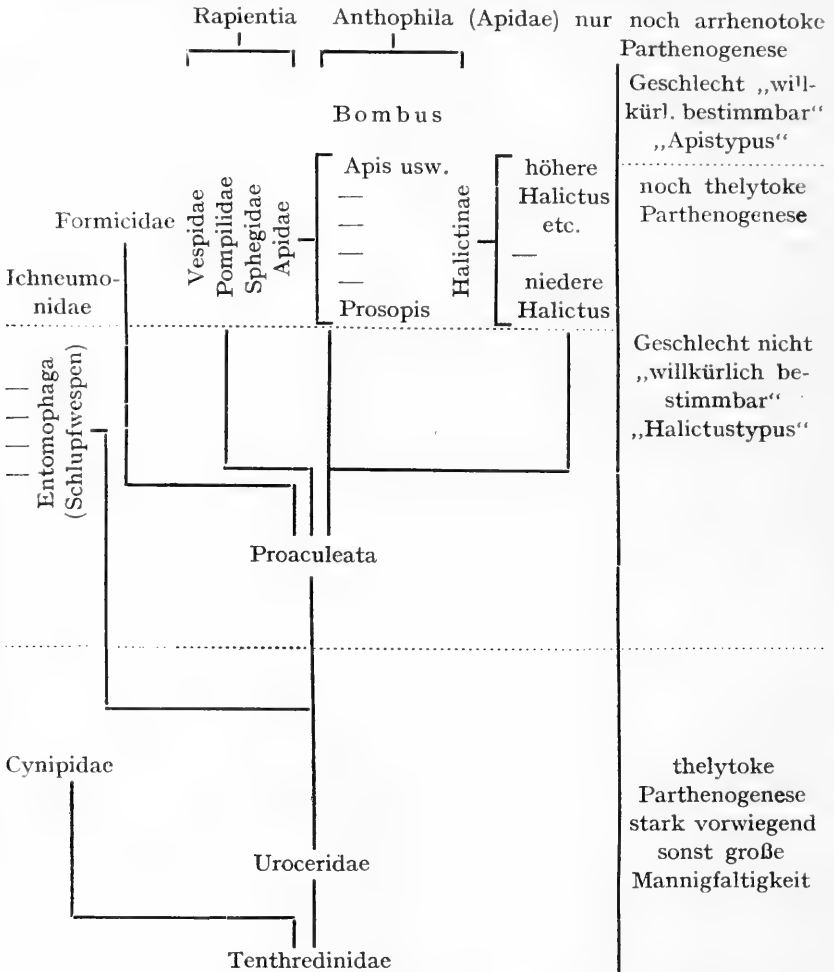 Rapientia
Anthophila (Apidae) nur noch arrhenotoke
Parthenogenese
Geschlecht „will-
kürl. bestimmbar“
„Apistypus“
Bombus
Vespidae
Pompilidae
Sphegidae
Apidae
Apis usw.
—
—
—
—
Prosopis
Halictinae
höhere
Halictus
etc.
—
niedere
Halictus
noch thelytoke
Parthenogenese
Formicidae
Ichneumo-
nidae
—
—
—
—
Entomophaga
(Schlupfwespen)
Geschlecht nicht
„willkürlich be-
stimmbar“
„Halictustypus“
Proaculeata
Cynipidae
thelytoke
Parthenogenese
stark vorwiegend
sonst große
Mannigfaltigkeit
Uroceridae
Tenthredinidae